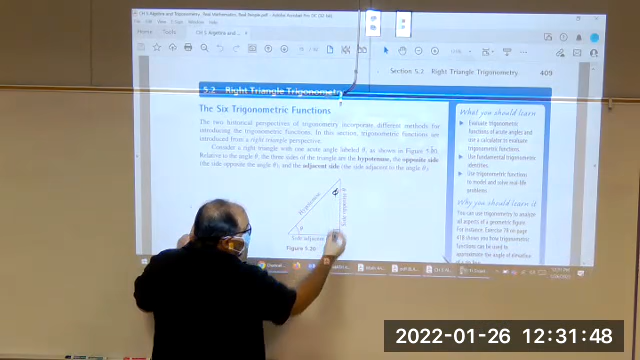 Home Tools
Section 5.2 Right Triangle Trigonometry 409
5.2 Right Triangle Trigonometry
The Six Trigonometric Functions
The two historical perspectives of trigonometry incorporate different methods for
introducing the trigonometric functions. In this section, trigonometric functions are
introduced from a right triangle perspective.
Consider a right triangle with one acute angle labeled θ, as shown in Figure 5.20.
Relative to the angle θ, the three sides of the triangle are the hypotenuse, the opposite side
(the side opposite the angle θ), and the adjacent side (the side adjacent to the angle θ).
Hypotenuse
θ
Side adjacent
Figure 5.20
What you should learn
Evaluate trigonometric
functions of acute angles and
use a calculator to evaluate
trigonometric functions.
Use fundamental trigonometric
identities.
Use trigonometric functions
to model and solve real-life
problems.
Why you should learn it
You can use trigonometry to analyze
all aspects of a geometric figure.
For instance, Exercise 78 on page
418 shows you how trigonometric
functions can be used to
approximate the angle of elevation
2022-01-26 12:31:48